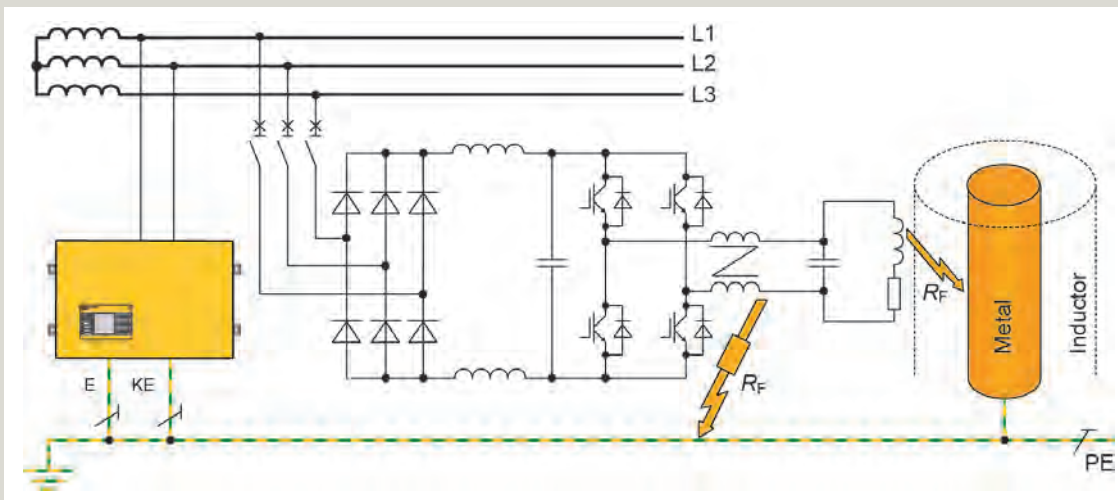 L1
L2
L3
E
KE
RF
RF
Metal
Inductor
PE